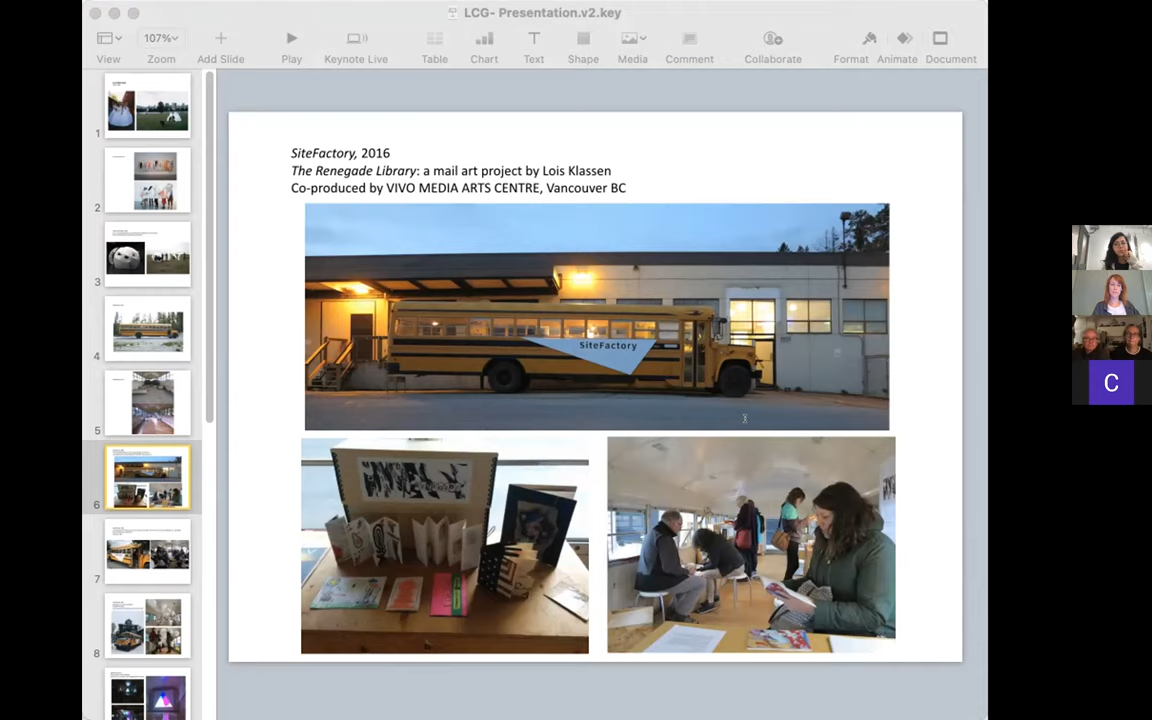 LCG- Presentation.v2.key
107%
View
Zoom
Add Slide
Play
Keynote Live
Table
Chart
Text
Shape
Media
Comment
Collaborate
Format
Animate
Document
1
2
3
4
5
6
7
8
SiteFactory, 2016
The Renegade Library: a mail art project by Lois Klassen
Co-produced by VIVO MEDIA ARTS CENTRE, Vancouver BC
SiteFactory
C